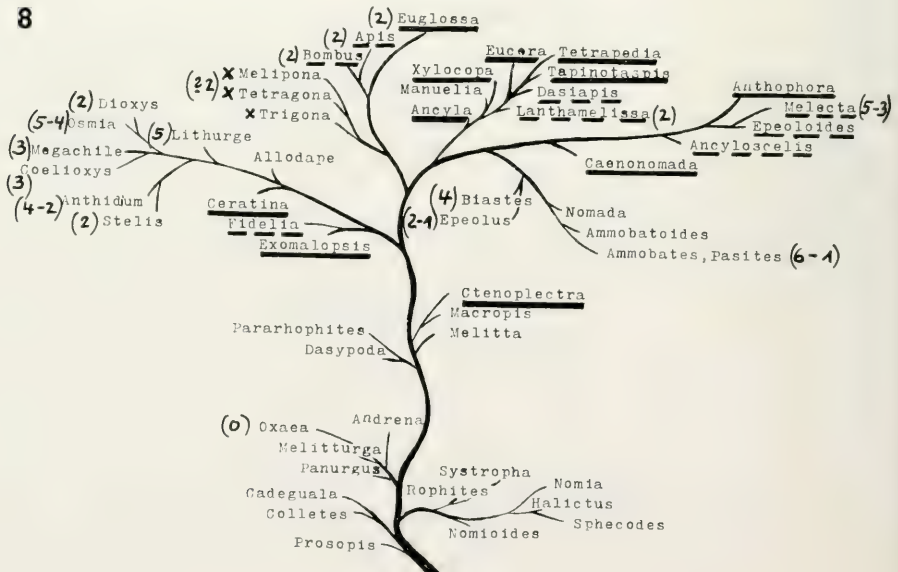 8
(2) Euglossa
(2) Apis
(2) Bombus
(?2) x Melipona
x Tetragona
x Trigona
Eucera
Tetrapedia
Xylocopa
Tapinotaspis
Manuelia
Dasiapis
Ancyla
Lanthamelissa (2)
Anthophora
Melecta (5-3)
Epeoloides
Ancyloscelis
Caenonomada
(2) Dioxys
(5-4) Osmia
(5) Lithurge
(3) Megachile
Allodape
Coelioxys
(3)
(4-2) Anthidium
(2) Stelis
Ceratina
Fidelia
Exomalopsis
(4) Biastes
(2-1) Epeolus
Nomada
Ammobatoides
Ammobates, Pasites (6-1)
Ctenoplectra
Macropis
Pararhophites
Melitta
Dasypoda
(0) Oxaea
Andrena
Melitturga
Panurgus
Systropha
Rophites
Nomia
Cadeguala
Halictus
Colletes
Sphecodes
Nomioides
Prosopis